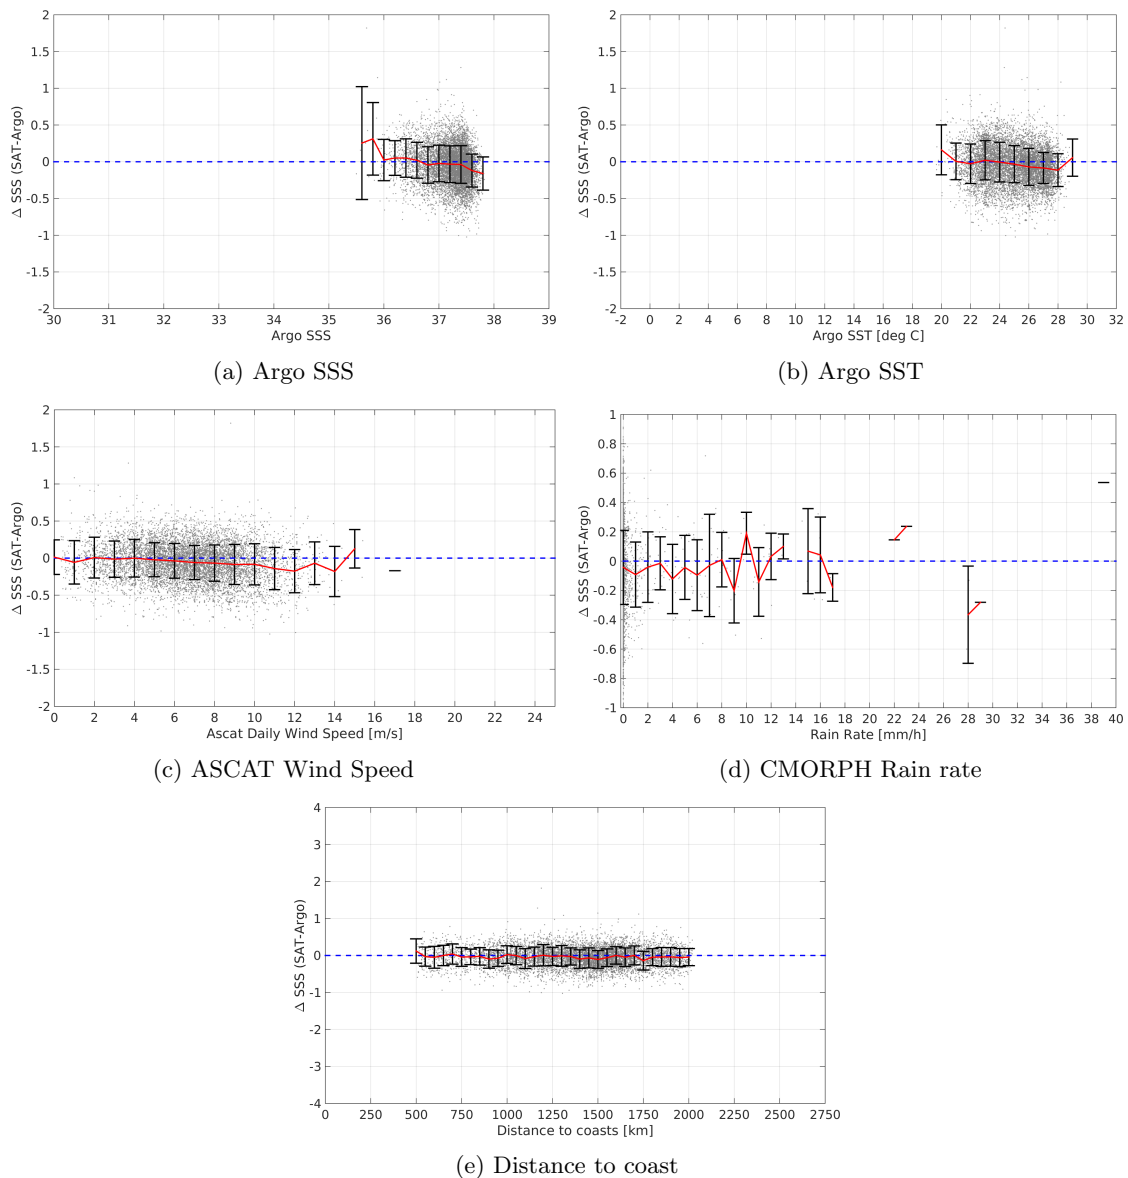 2
1.5
1
0.5
0
-0.5
-1
-1.5
-2
30 31 32 33 34 35 36 37 38 39
Δ SSS (SAT-Argo)
Argo SSS
(a) Argo SSS
2
1.5
1
0.5
0
-0.5
-1
-1.5
-2
-2 0 2 4 6 8 10 12 14 16 18 20 22 24 26 28 30 32
Δ SSS (SAT-Argo)
Argo SST [deg C]
(b) Argo SST
2
1.5
1
0.5
0
-0.5
-1
-1.5
-2
0 2 4 6 8 10 12 14 16 18 20 22 24
Δ SSS (SAT-Argo)
Ascat Daily Wind Speed [m/s]
(c) ASCAT Wind Speed
1
0.8
0.6
0.4
0.2
0
-0.2
-0.4
-0.6
-0.8
-1
0 2 4 6 8 10 12 14 16 18 20 22 24 26 28 30 32 34 36 38 40
Δ SSS (SAT-Argo)
Rain Rate [mm/h]
(d) CMORPH Rain rate
4
3
2
1
0
-1
-2
-3
-4
0 250 500 750 1000 1250 1500 1750 2000 2250 2500 2750
Δ SSS (SAT-Argo)
Distance to coasts [km]
(e) Distance to coast